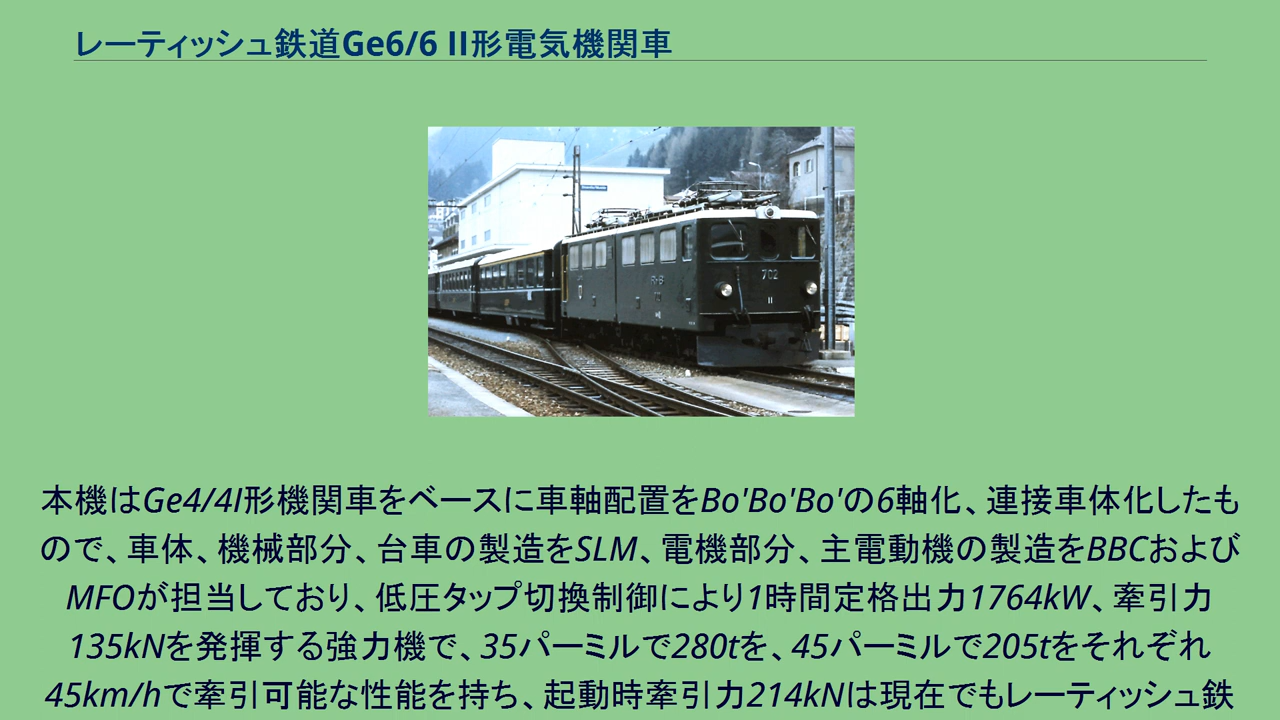 レーティッシュ鉄道Ge6/6 II形電気機関車
702
II
本機はGe4/4I形機関車をベースに車軸配置をBo'Bo'Bo'の6軸化、連接車体化したも
ので、車体、機械部分、台車の製造をSLM、電機部分、主電動機の製造をBBCおよび
MFOが担当しており、低圧タップ切換制御により1時間定格出力1764kW、牽引力
135kNを発揮する強力機で、35パーミルで280tを、45パーミルで205tをそれぞれ
45km/hで牽引可能な性能を持ち、起動時牽引力214kNは現在でもレーティッシュ鉄